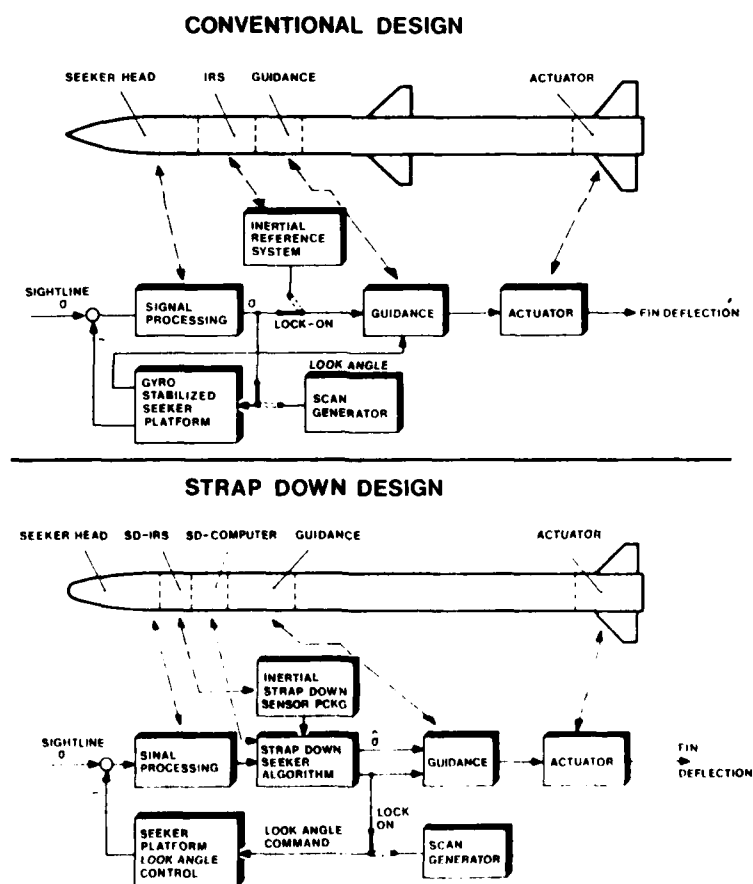 CONVENTIONAL DESIGN
SEEKER HEAD IRS GUIDANCE ACTUATOR
INERTIAL
REFERENCE
SYSTEM
SIGHTLINE
σ
SIGNAL
PROCESSING
σ
LOCK-ON
GUIDANCE
ACTUATOR
FIN DEFLECTION
LOOK ANGLE
GYRO
STABILIZED
SEEKER
PLATFORM
SCAN
GENERATOR
STRAP DOWN DESIGN
SEEKER HEAD SD-IRS SD-COMPUTER GUIDANCE ACTUATOR
INERTIAL
STRAP DOWN
SENSOR PCKG
SIGHTLINE
σ
SINAL
PROCESSING
STRAP DOWN
SEEKER
ALGORITHM
σ̂
GUIDANCE
ACTUATOR
FIN
DEFLECTION
LOCK
ON
SEEKER
PLATFORM
LOOK ANGLE
CONTROL
LOOK ANGLE
COMMAND
SCAN
GENERATOR